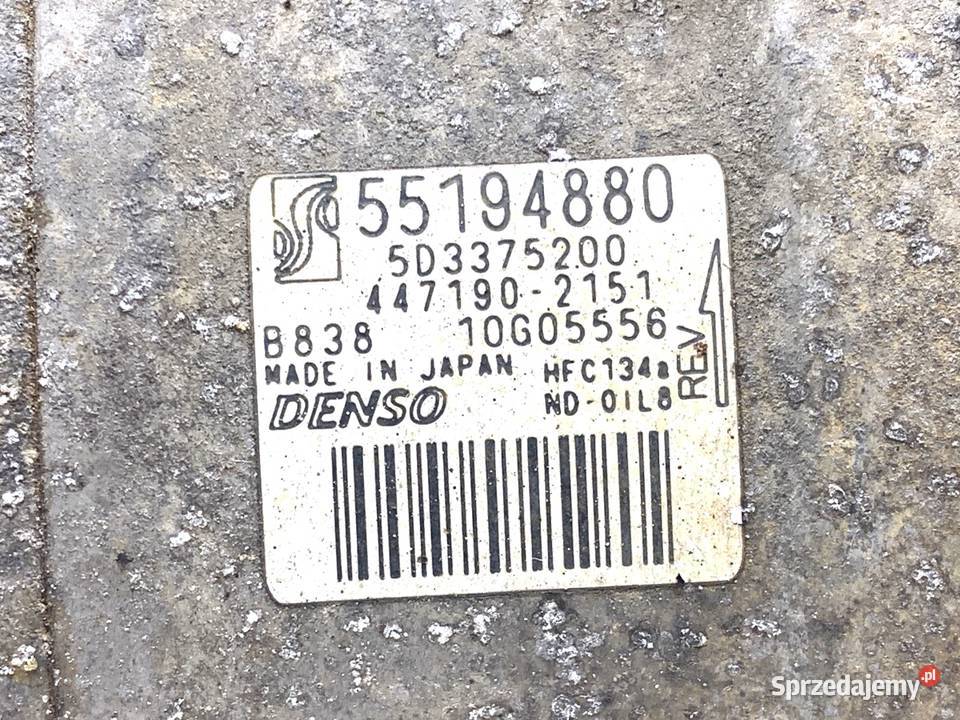 55194880
5D3375200
447190-2151
B838 10G05556
MADE IN JAPAN HFC134a
DENSO ND-OIL8
REV
Sprzedajemy.pl